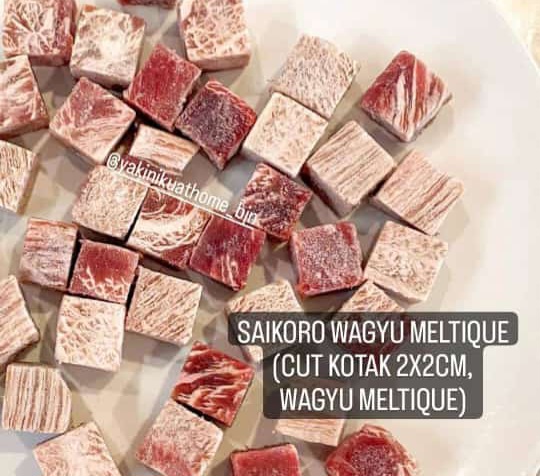 @yakinikuathome_bjn
SAIKORO WAGYU MELTIQUE
(CUT KOTAK 2X2CM,
WAGYU MELTIQUE)